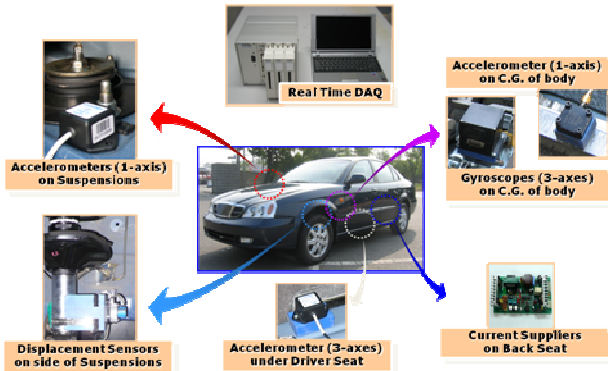 Real Time DAQ
Accelerometer (1-axis)
on C.G. of body
Accelerometers (1-axis)
on Suspensions
Gyroscopes (3-axes)
on C.G. of body
Displacement Sensors
on side of Suspensions
Accelerometer (3-axes)
under Driver Seat
Current Suppliers
on Back Seat